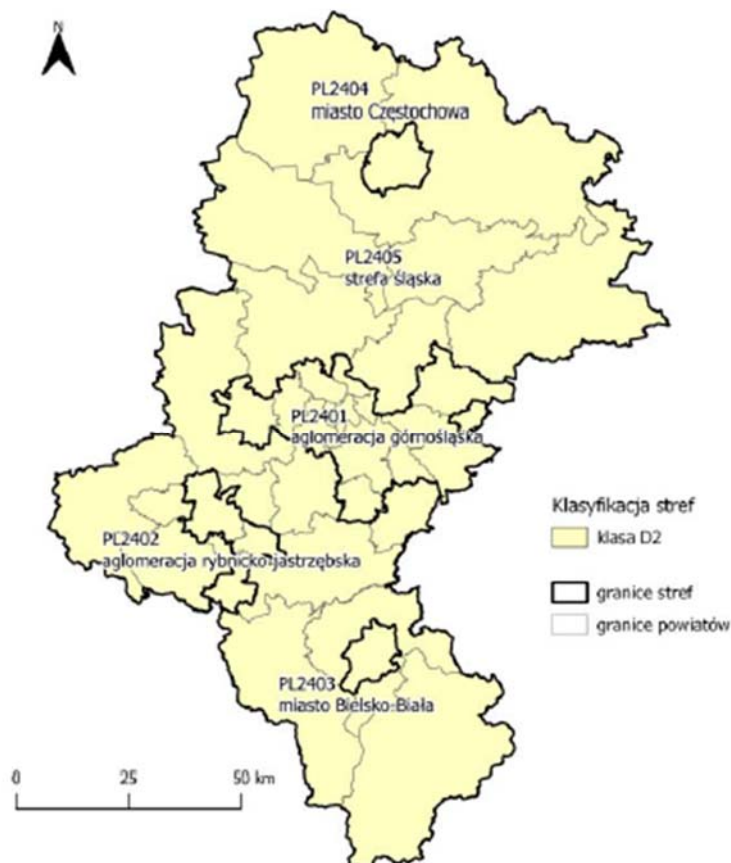 N
PL2404
miasto Częstochowa
PL2405
strefa śląska
PL2401
aglomeracja górnośląska
PL2402
aglomeracja rybnicko-jastrzębska
PL2403
miasto Bielsko-Biała
Klasyfikacja stref
klasa D2
granice stref
granice powiatów
0 25 50 km